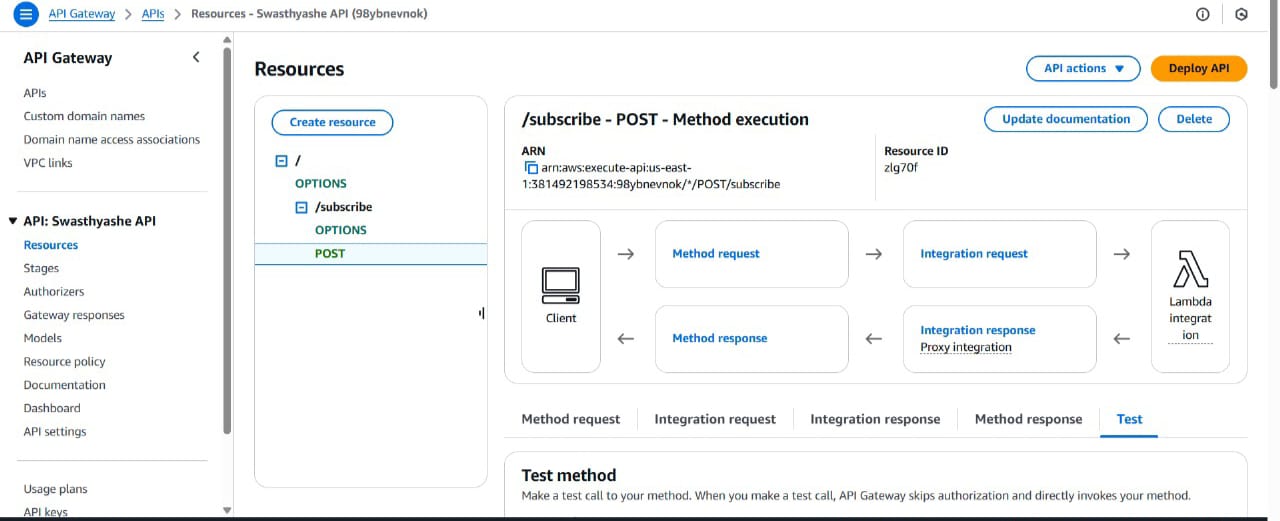 API Gateway > APIs > Resources - Swasthyashe API (98ybnevnok)
API Gateway
APIs
Custom domain names
Domain name access associations
VPC links
API: Swasthyashe API
Resources
Stages
Authorizers
Gateway responses
Models
Resource policy
Documentation
Dashboard
API settings
Usage plans
API keys
Resources
API actions
Deploy API
Create resource
/
OPTIONS
/subscribe
OPTIONS
POST
/subscribe - POST - Method execution
Update documentation
Delete
ARN
arn:aws:execute-api:us-east-
1:381492198534:98ybnevnok/*/POST/subscribe
Resource ID
zlg70f
Client
Method request
Integration request
Method response
Integration response
Proxy integration
Lambda
integrat
ion
Method request
Integration request
Integration response
Method response
Test
Test method
Make a test call to your method. When you make a test call, API Gateway skips authorization and directly invokes your method.